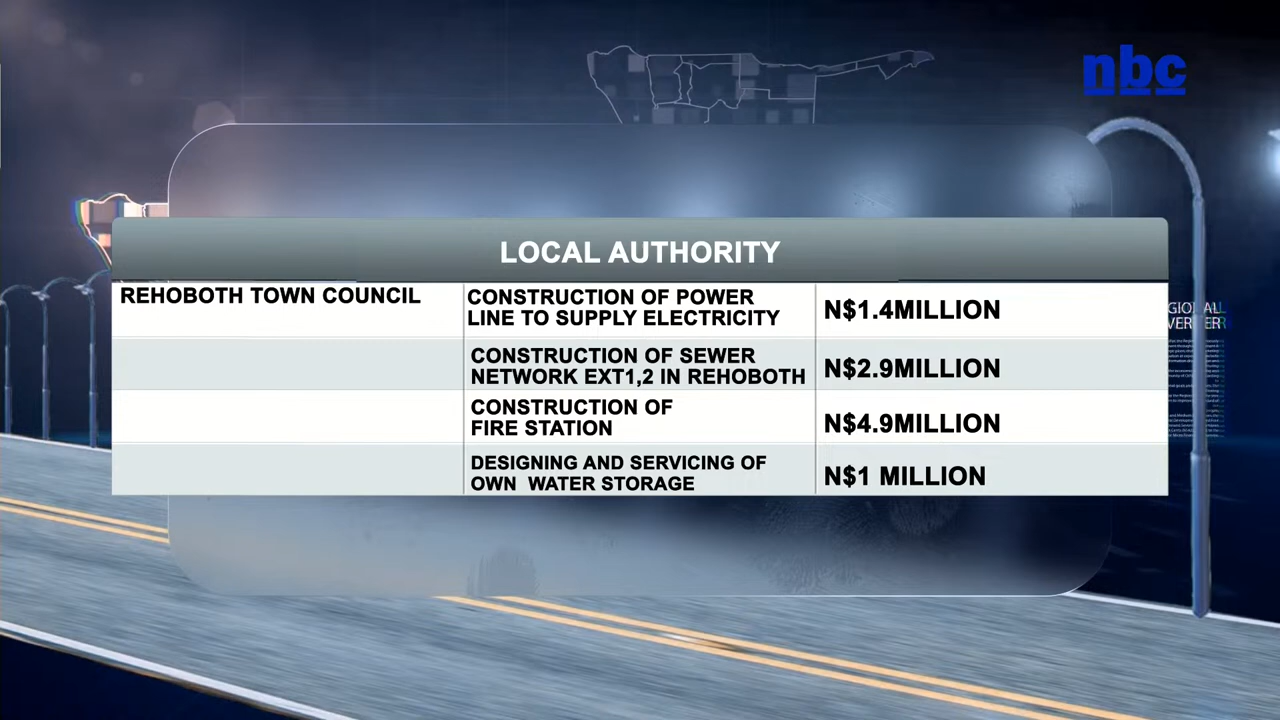 nbc
LOCAL AUTHORITY
REHOBOTH TOWN COUNCIL
CONSTRUCTION OF POWER
LINE TO SUPPLY ELECTRICITY
N$1.4MILLION
CONSTRUCTION OF SEWER
NETWORK EXT1,2 IN REHOBOTH
N$2.9MILLION
CONSTRUCTION OF
FIRE STATION
N$4.9MILLION
DESIGNING AND SERVICING OF
OWN WATER STORAGE
N$1 MILLION